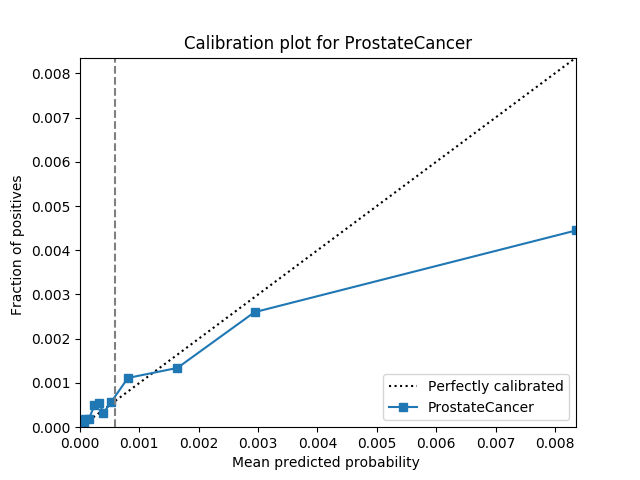 Calibration plot for ProstateCancer
0.008
0.007
0.006
0.005
0.004
0.003
0.002
0.001
0.000
Fraction of positives
0.000 0.001 0.002 0.003 0.004 0.005 0.006 0.007 0.008
Mean predicted probability
Perfectly calibrated
ProstateCancer